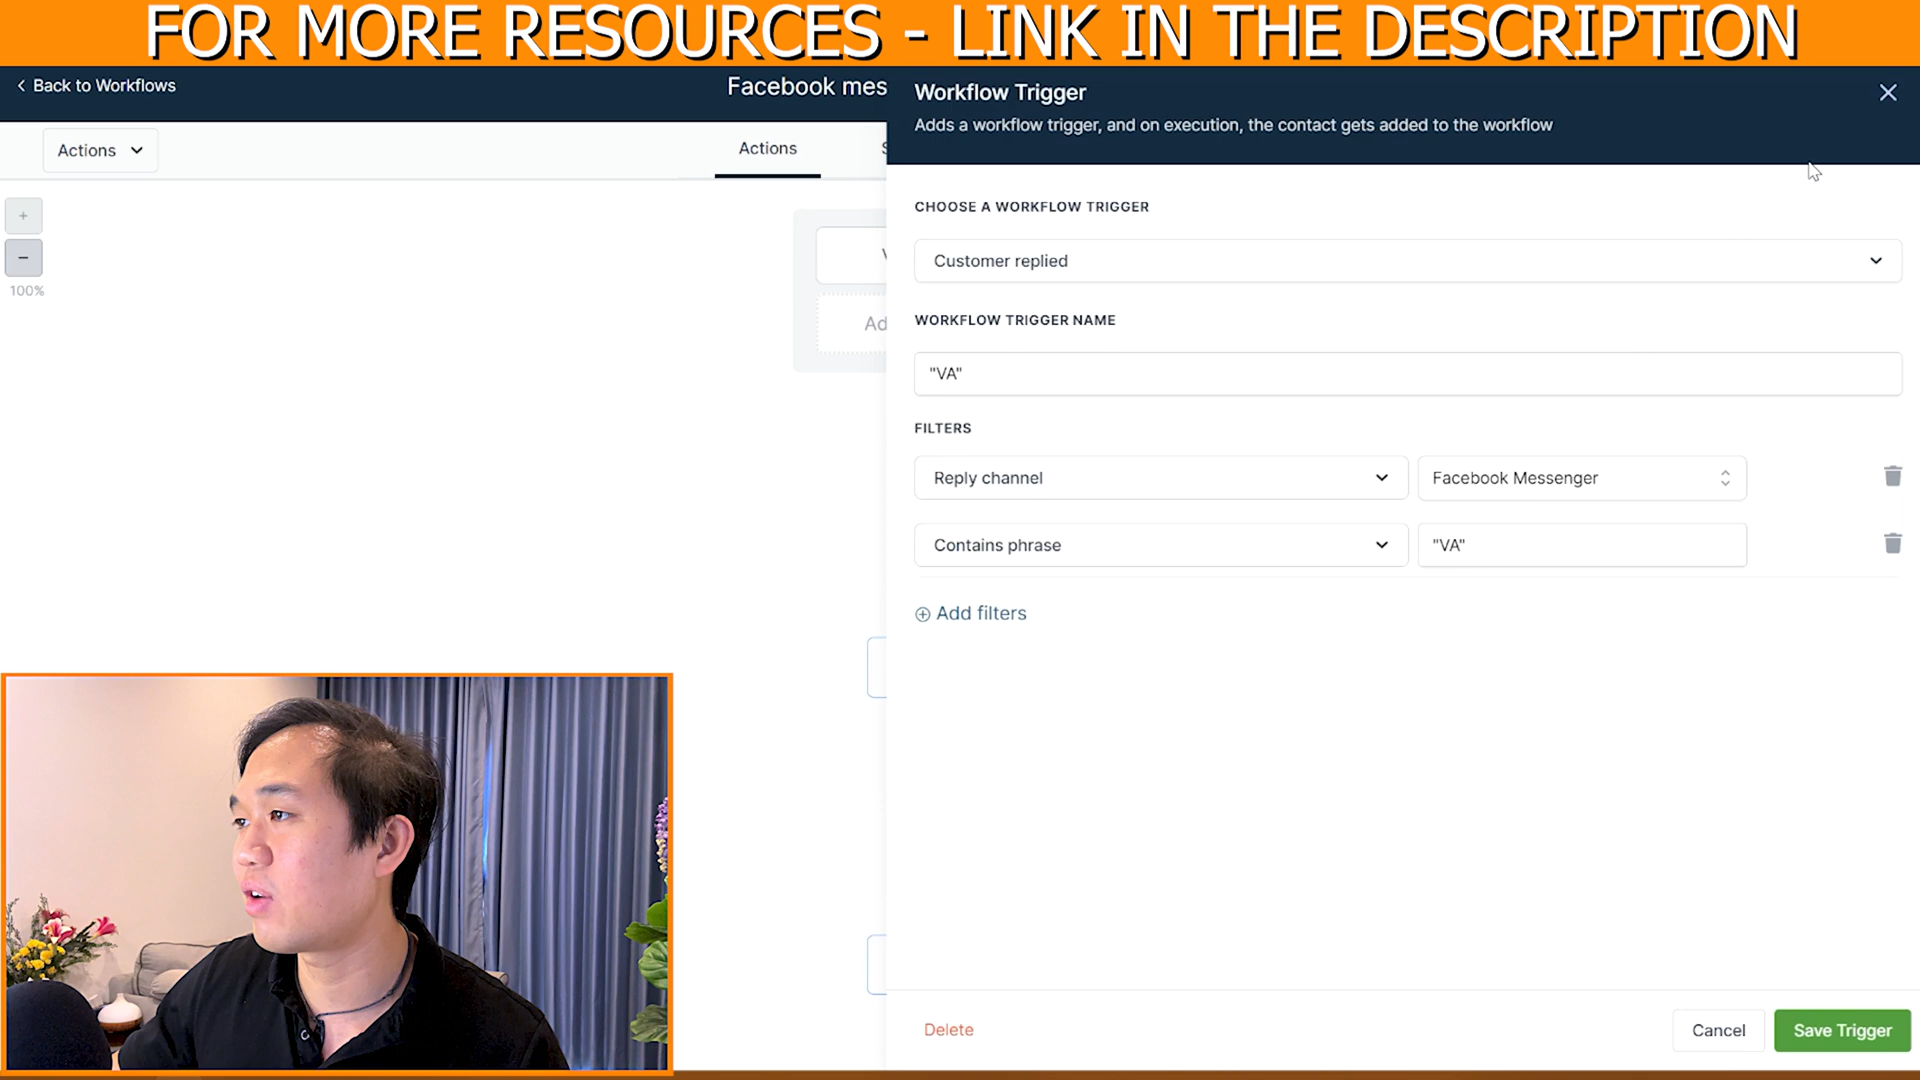 FOR MORE RESOURCES - LINK IN THE DESCRIPTION
Back to Workflows
Facebook mes
Workflow Trigger
Adds a workflow trigger, and on execution, the contact gets added to the workflow
Actions
Actions
CHOOSE A WORKFLOW TRIGGER
Customer replied
100%
WORKFLOW TRIGGER NAME
"VA"
FILTERS
Reply channel
Facebook Messenger
Contains phrase
"VA"
Add filters
Delete
Cancel
Save Trigger